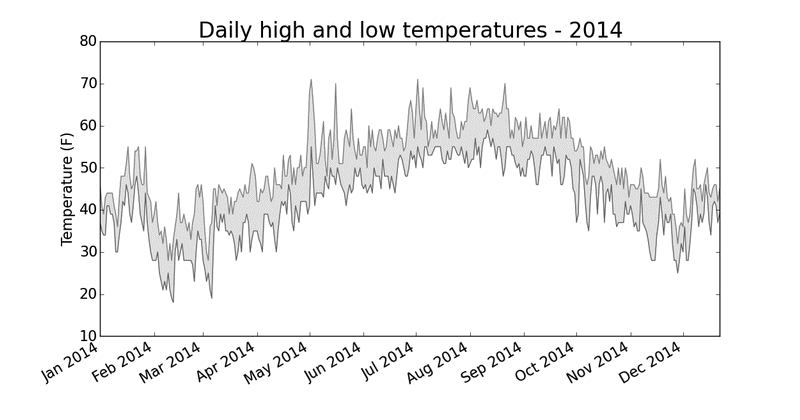 Daily high and low temperatures - 2014
80
70
60
50
40
30
20
10
Temperature (F)
Jan 2014
Feb 2014
Mar 2014
Apr 2014
May 2014
Jun 2014
Jul 2014
Aug 2014
Sep 2014
Oct 2014
Nov 2014
Dec 2014